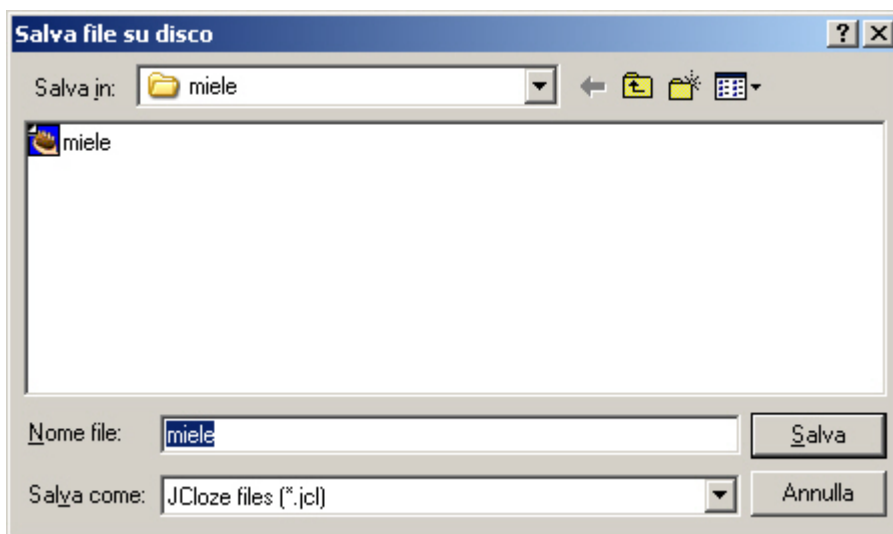 Salva file su disco
Salva in: miele
miele
Nome file: miele Salva
Salva come: JCloze files (*.jcl) Annulla